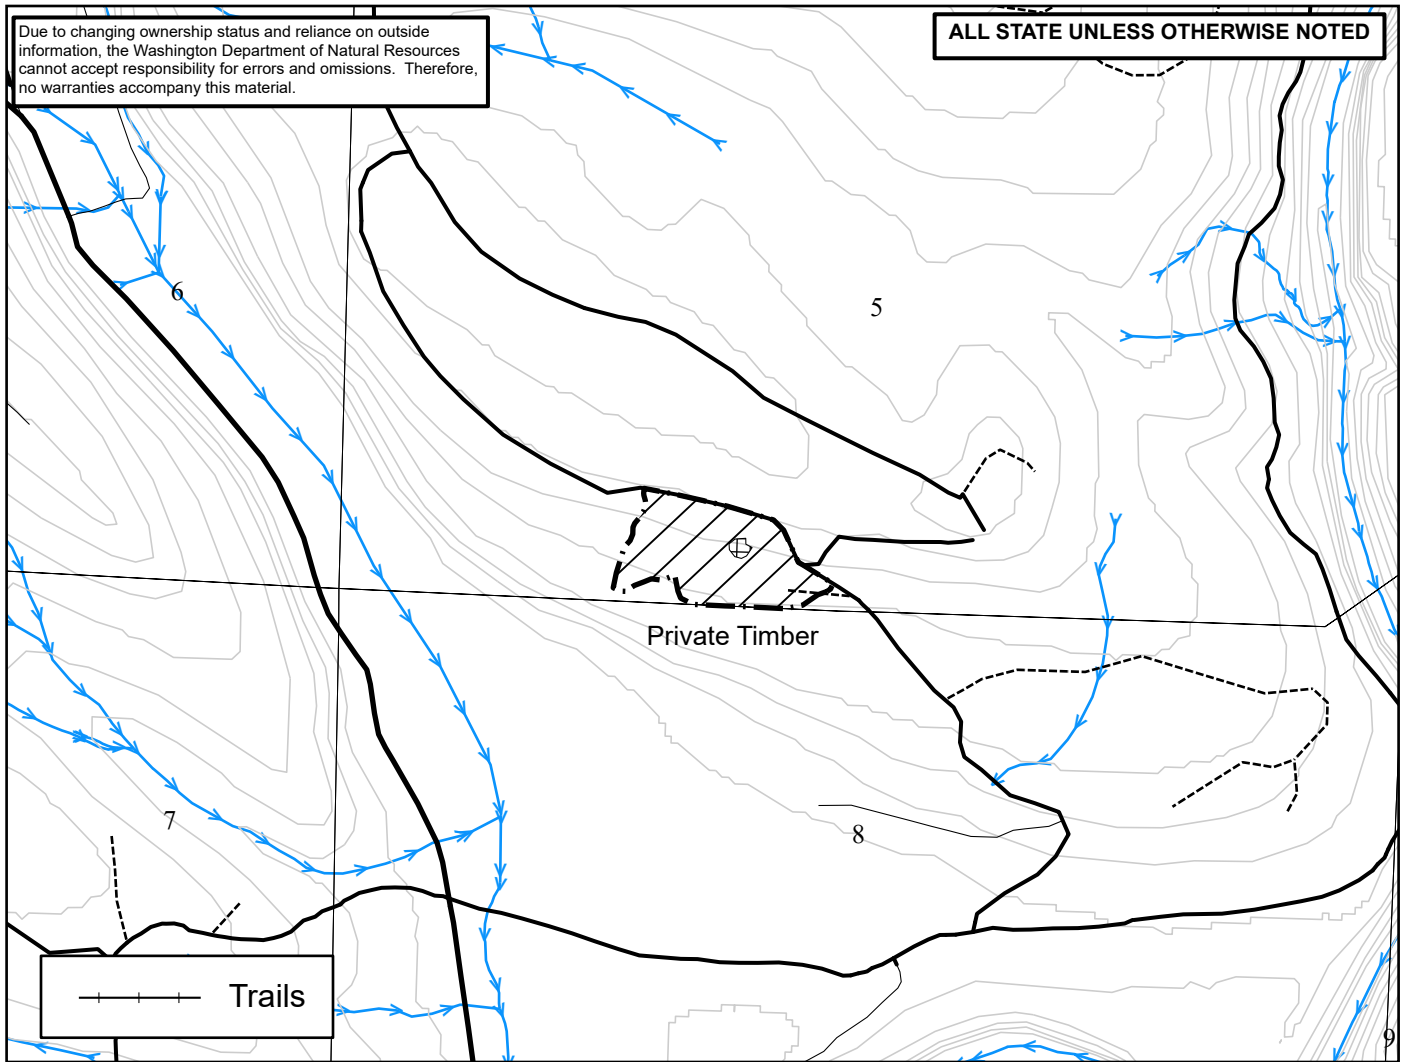 Due to changing ownership status and reliance on outside
information, the Washington Department of Natural Resources
cannot accept responsibility for errors and omissions.  Therefore,
no warranties accompany this material.
ALL STATE UNLESS OTHERWISE NOTED
6
5
Private Timber
7
8
Trails
9